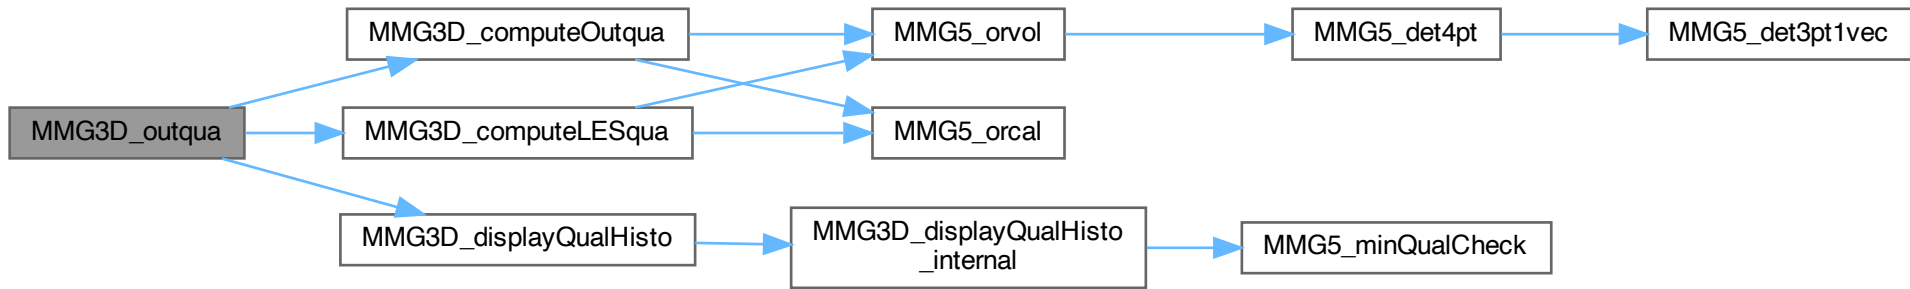 MMG3D_outqua
MMG3D_computeOutqua
MMG3D_computeLESqua
MMG3D_displayQualHisto
MMG5_orvol
MMG5_orcal
MMG3D_displayQualHisto
_internal
MMG5_det4pt
MMG5_minQualCheck
MMG5_det3pt1vec